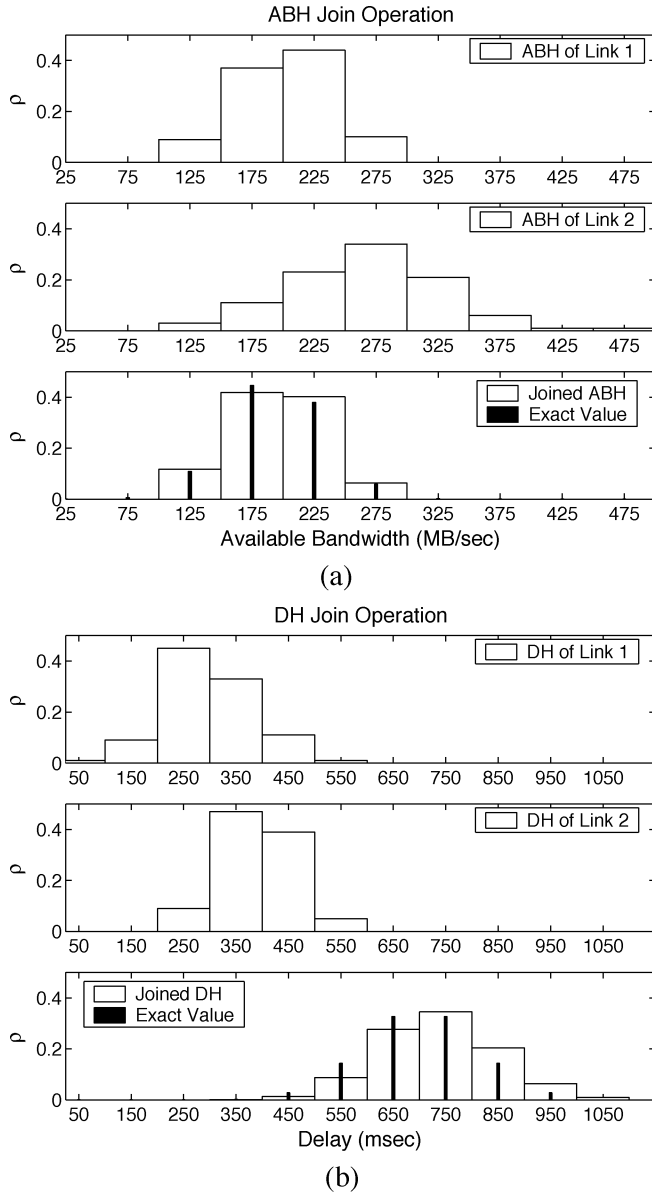 ABH Join Operation
ρ
0.4
0.2
0
ABH of Link 1
25 75 125 175 225 275 325 375 425 475
ρ
0.4
0.2
0
ABH of Link 2
25 75 125 175 225 275 325 375 425 475
ρ
0.4
0.2
0
Joined ABH
Exact Value
25 75 125 175 225 275 325 375 425 475
Available Bandwidth (MB/sec)
(a)
DH Join Operation
ρ
0.4
0.2
0
DH of Link 1
50 150 250 350 450 550 650 750 850 950 1050
ρ
0.4
0.2
0
DH of Link 2
50 150 250 350 450 550 650 750 850 950 1050
ρ
0.4
0.2
0
Joined DH
Exact Value
50 150 250 350 450 550 650 750 850 950 1050
Delay (msec)
(b)